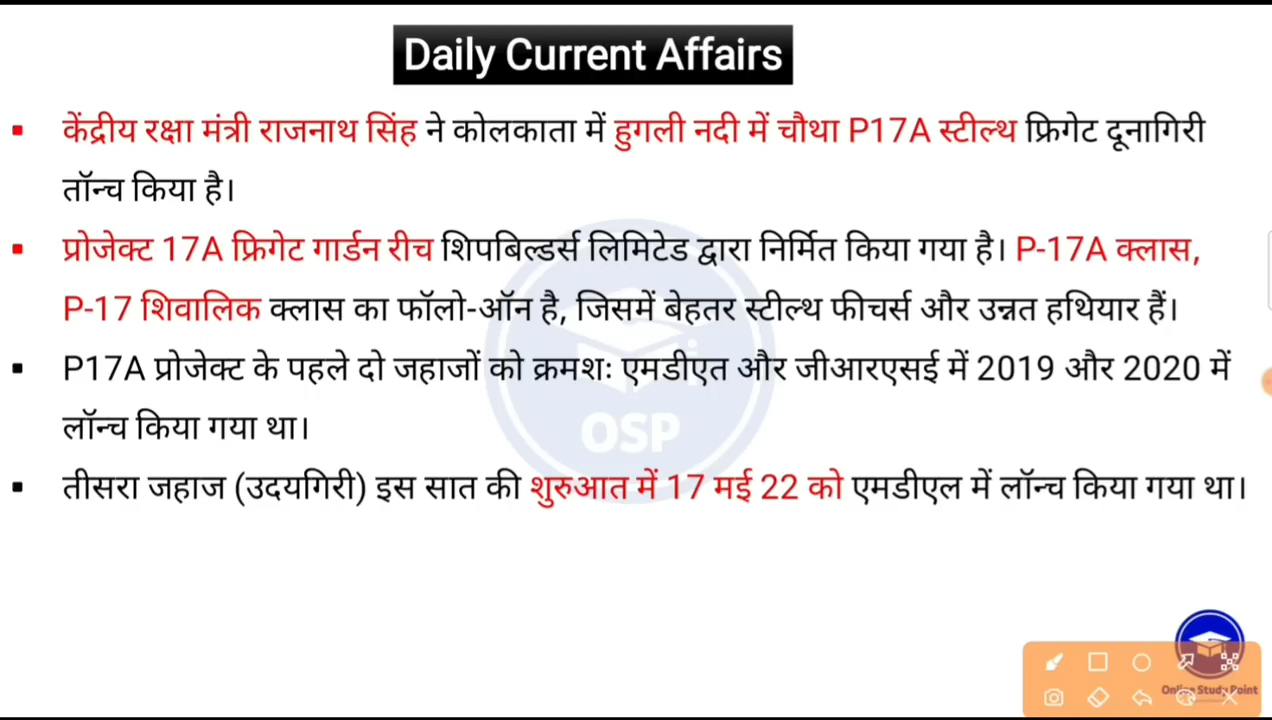 Daily Current Affairs
▪ केंद्रीय रक्षा मंत्री राजनाथ सिंह ने कोलकाता में हुगली नदी में चौथा P17A स्टील्थ फ्रिगेट दूनागिरी
तॉन्च किया है।
▪ प्रोजेक्ट 17A फ्रिगेट गार्डन रीच शिपबिल्डर्स लिमिटेड द्वारा निर्मित किया गया है। P-17A क्लास,
P-17 शिवालिक क्लास का फॉलो-ऑन है, जिसमें बेहतर स्टील्थ फीचर्स और उन्नत हथियार हैं।
▪ P17A प्रोजेक्ट के पहले दो जहाजों को क्रमशः एमडीएत और जीआरएसई में 2019 और 2020 में
लॉन्च किया गया था।
▪ तीसरा जहाज (उदयगिरी) इस सात की शुरुआत में 17 मई 22 को एमडीएल में लॉन्च किया गया था।
OSP
Online Study Point